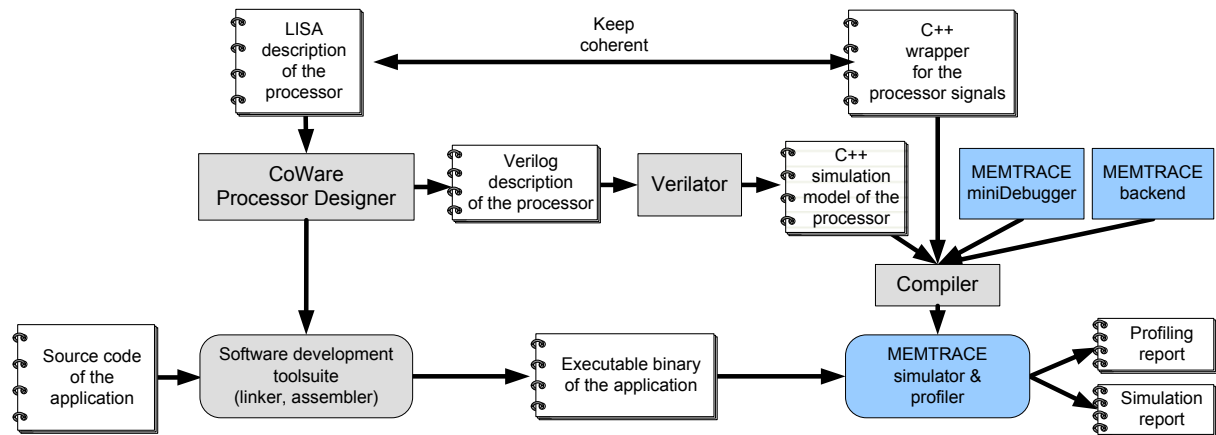 LISA
description
of the
processor
Keep
coherent
C++
wrapper
for the
processor signals
CoWare
Processor Designer
Verilog
description
of the processor
Verilator
C++
simulation
model of the
processor
MEMTRACE
miniDebugger
MEMTRACE
backend
Compiler
Source code
of the
application
Software development
toolsuite
(linker, assembler)
Executable binary
of the application
MEMTRACE
simulator &
profiler
Profiling
report
Simulation
report